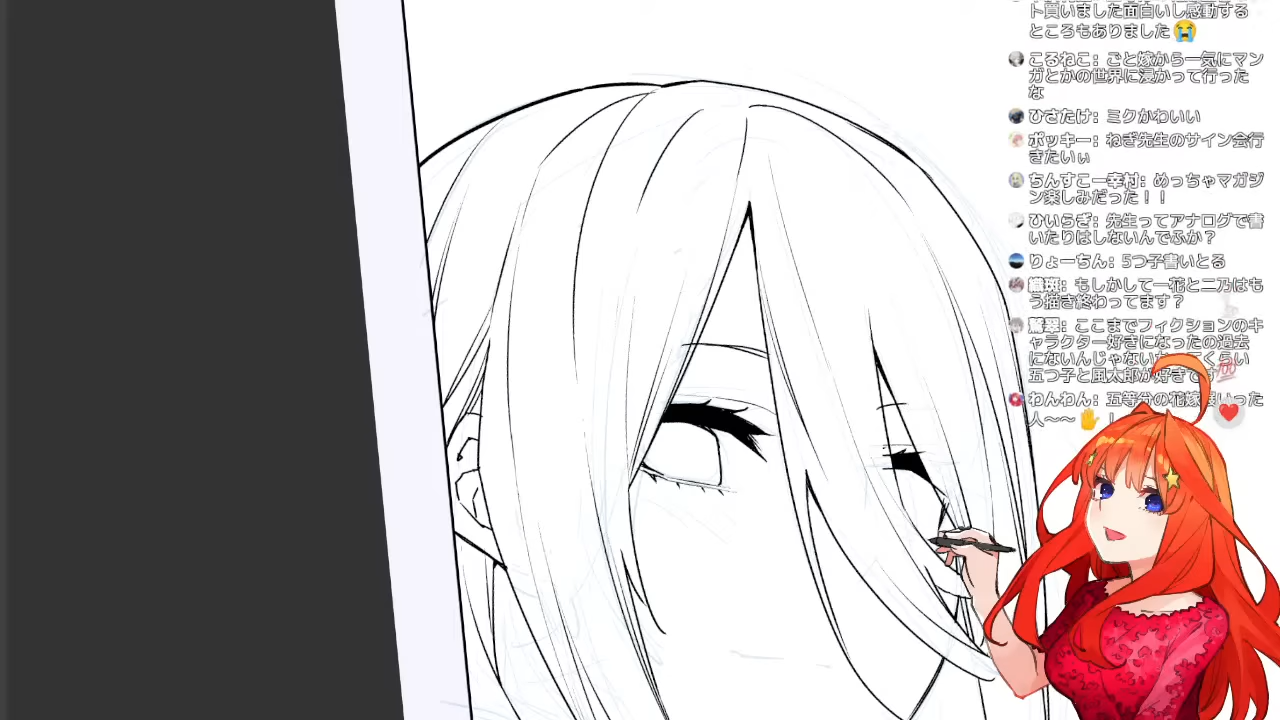 ト買いました面白いし感動する
ところもありました😭
こるねこ: ごと嫁から一気にマン
ガとかの世界に浸かって行った
な
ひさたけ: ミクかわいい
ポッキー: ねぎ先生のサイン会行
きたいぃ
ちんすこー幸村: めっちゃマガジ
ン楽しみだった！！
ひいらぎ: 先生ってアナログで書
いたりはしないんでふか？
りょーちん: 5つ子書いとる
もしかして一花と二乃はも
う描き終わってます？
ここまでフィクションのキ
ャラクター好きになったの過去
にないんじゃない くらい
五つ子と風太郎が好きで
わんわん: 五等分の花嫁展いった
人〜〜✋